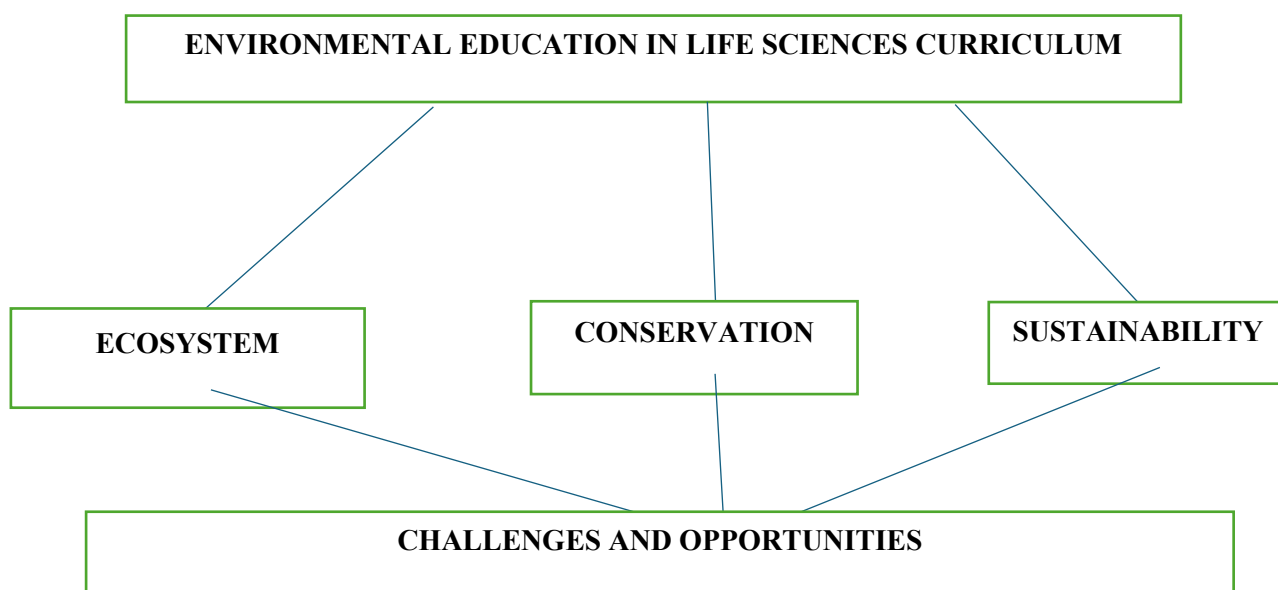 ENVIRONMENTAL EDUCATION IN LIFE SCIENCES CURRICULUM
ECOSYSTEM
CONSERVATION
SUSTAINABILITY
CHALLENGES AND OPPORTUNITIES